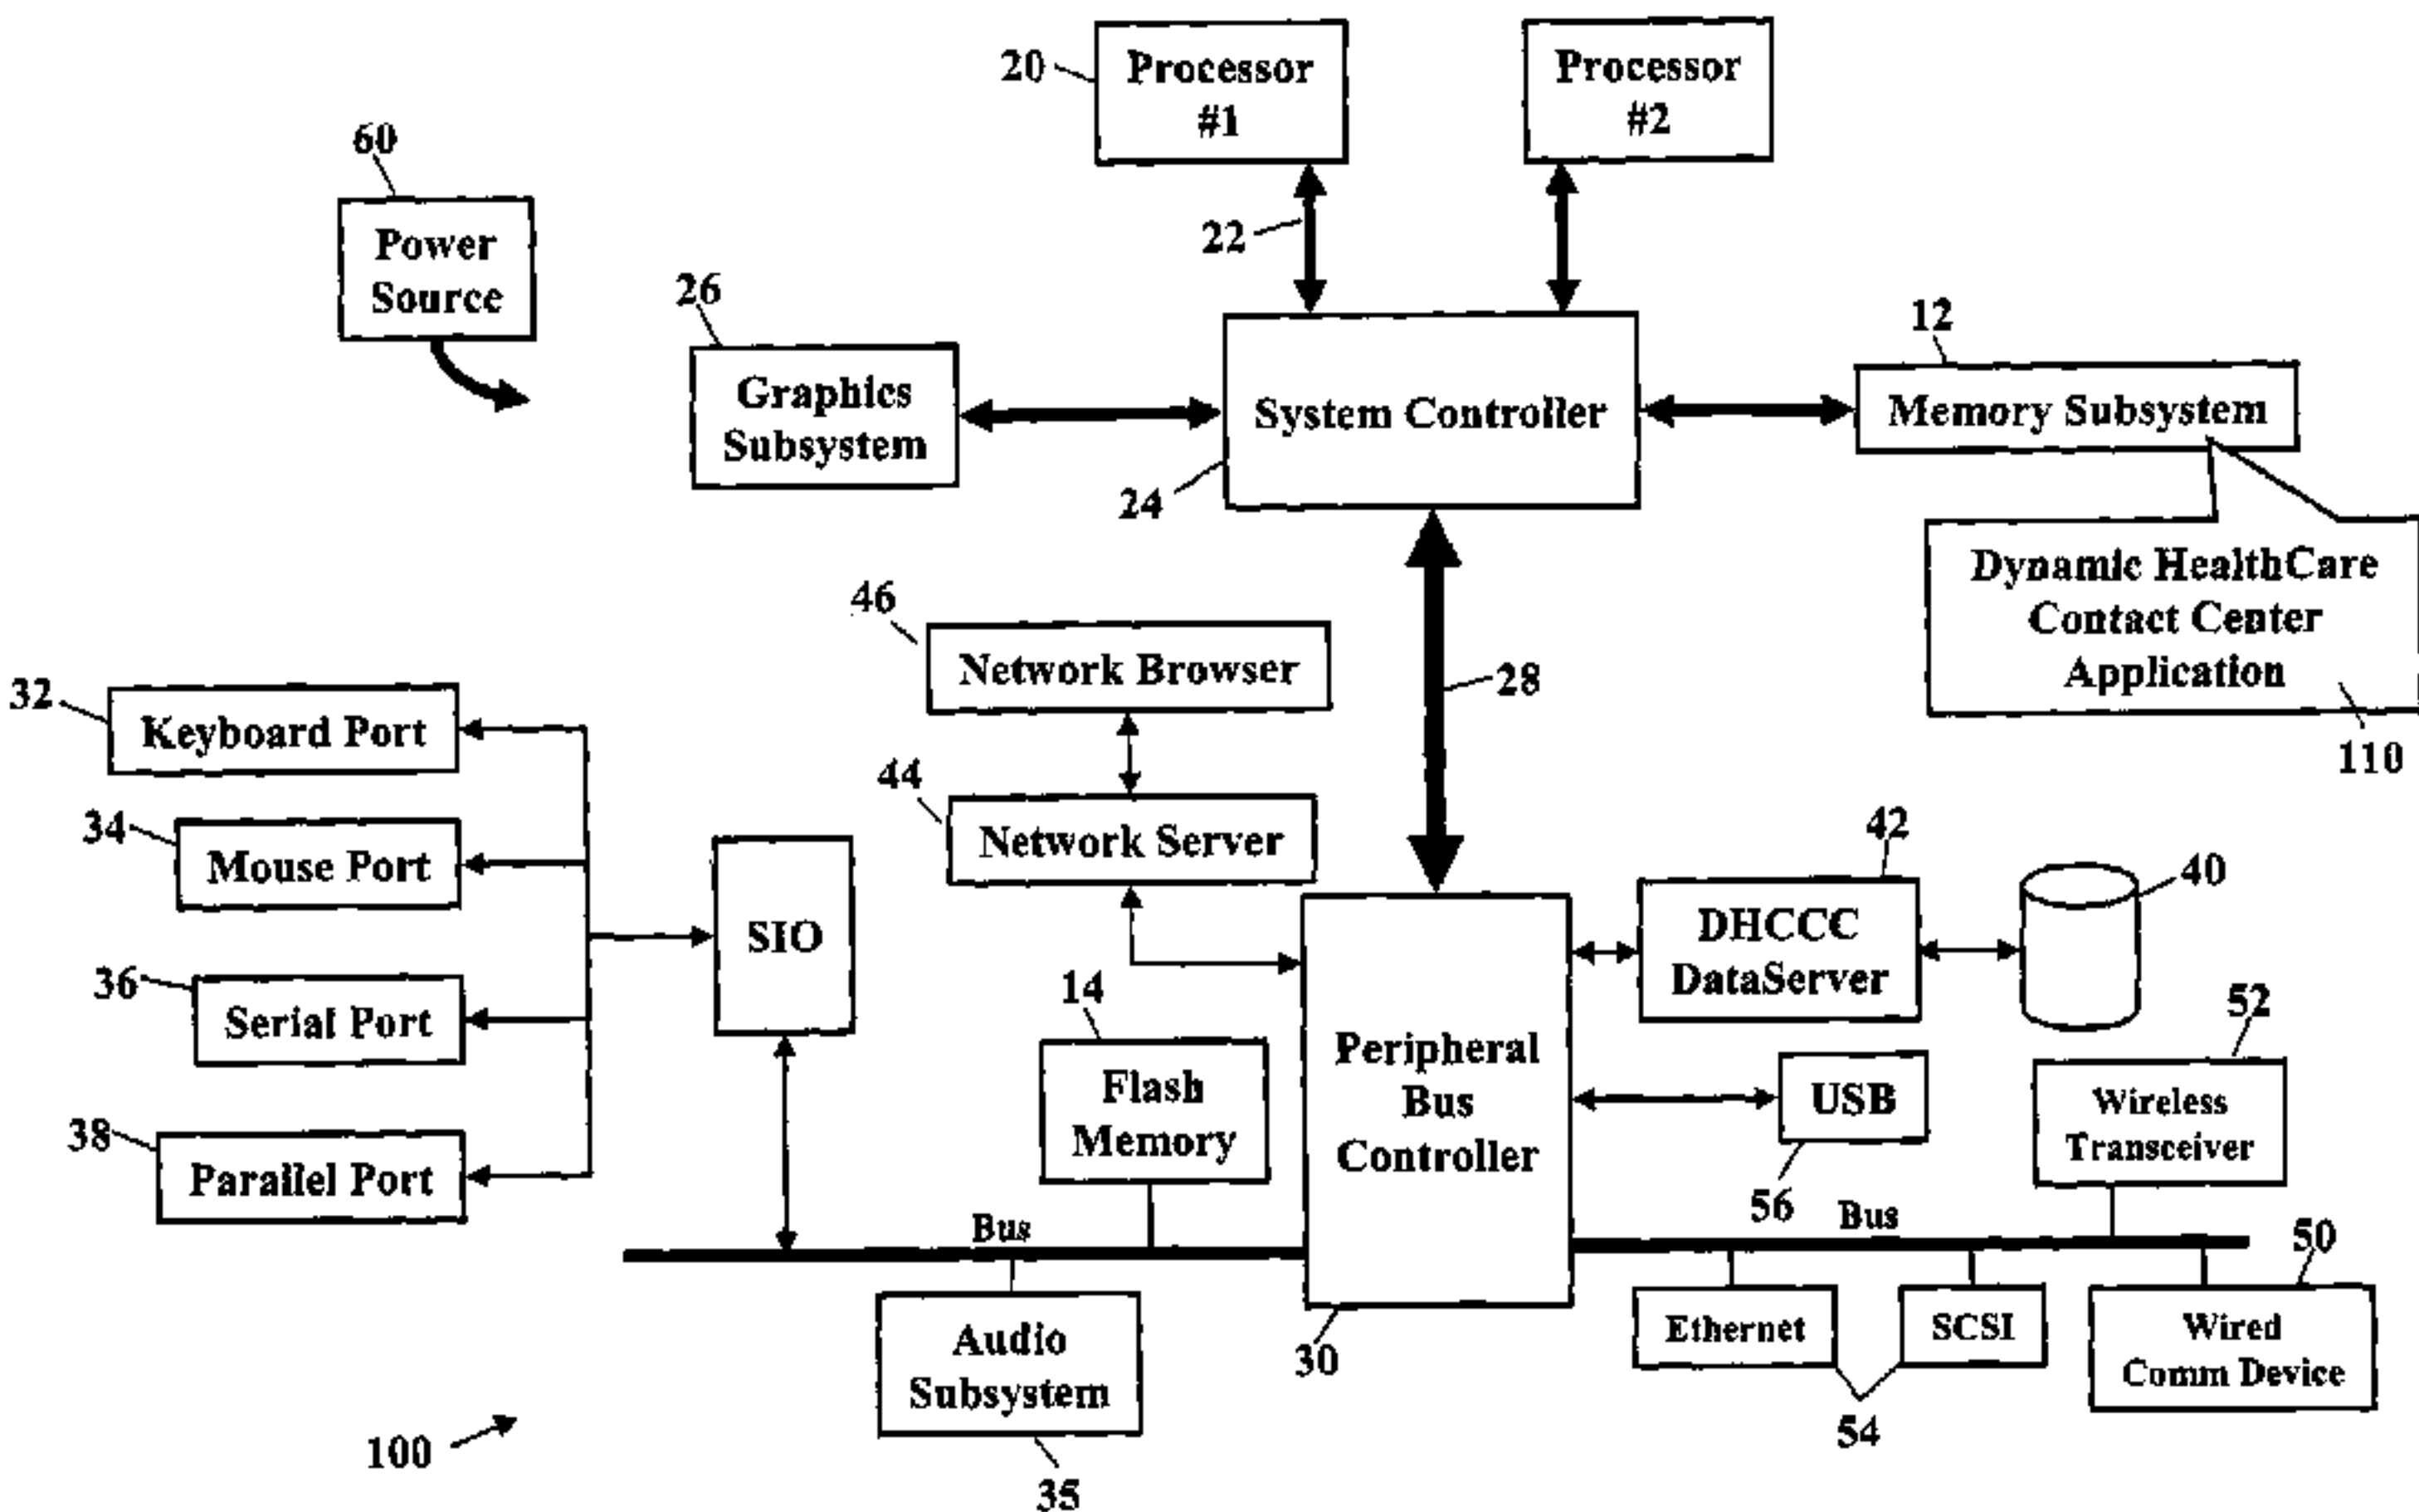 20
Processor
#1
Processor
#2
60
Power
Source
22
26
Graphics
Subsystem
System Controller
24
12
Memory Subsystem
Dynamic HealthCare
Contact Center
Application
110
28
46
Network Browser
44
Network Server
32
Keyboard Port
34
Mouse Port
36
Serial Port
38
Parallel Port
SIO
14
Flash
Memory
Peripheral
Bus
Controller
30
42
DHCCC
DataServer
40
USB
56
52
Wireless
Transceiver
Bus
Bus
Audio
Subsystem
35
Ethernet
SCSI
54
50
Wired
Comm Device
100